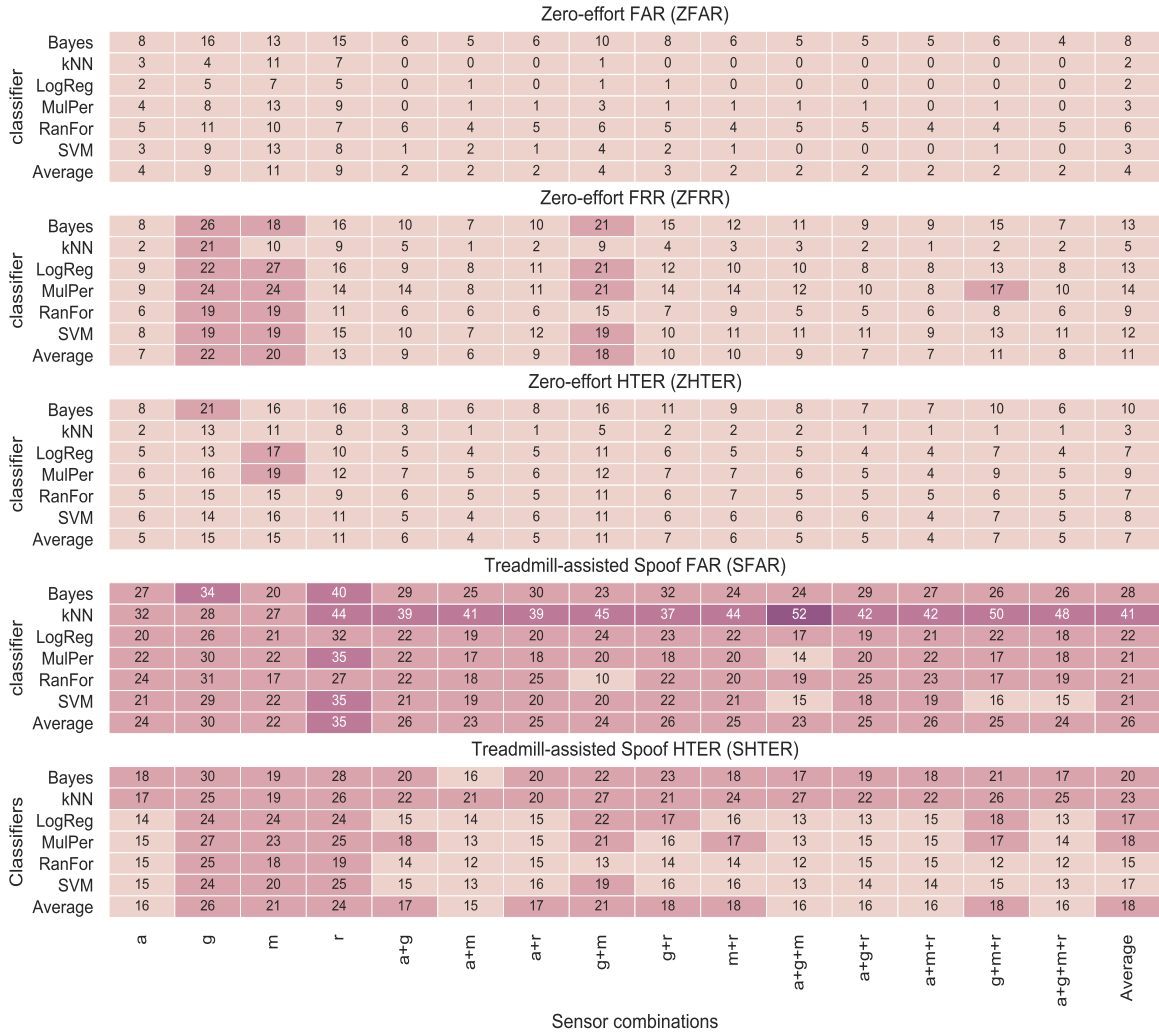 Zero-effort FAR (ZFAR)
classifier
Bayes 8 16 13 15 6 5 6 10 8 6 5 5 5 6 4 8
kNN 3 4 11 7 0 0 0 1 0 0 0 0 0 0 0 2
LogReg 2 5 7 5 0 1 0 1 1 0 0 0 0 0 0 2
MulPer 4 8 13 9 0 1 1 3 1 1 1 1 0 1 0 3
RanFor 5 11 10 7 6 4 5 6 5 4 5 5 4 4 5 6
SVM 3 9 13 8 1 2 1 4 2 1 0 0 0 1 0 3
Average 4 9 11 9 2 2 2 4 3 2 2 2 2 2 2 4
Zero-effort FRR (ZFRR)
classifier
Bayes 8 26 18 16 10 7 10 21 15 12 11 9 9 15 7 13
kNN 2 21 10 9 5 1 2 9 4 3 3 2 1 2 2 5
LogReg 9 22 27 16 9 8 11 21 12 10 10 8 8 13 8 13
MulPer 9 24 24 14 14 8 11 21 14 14 12 10 8 17 10 14
RanFor 6 19 19 11 6 6 6 15 7 9 5 5 6 8 6 9
SVM 8 19 19 15 10 7 12 19 10 11 11 11 9 13 11 12
Average 7 22 20 13 9 6 9 18 10 10 9 7 7 11 8 11
Zero-effort HTER (ZHTER)
classifier
Bayes 8 21 16 16 8 6 8 16 11 9 8 7 7 10 6 10
kNN 2 13 11 8 3 1 1 5 2 2 2 1 1 1 1 3
LogReg 5 13 17 10 5 4 5 11 6 5 5 4 4 7 4 7
MulPer 6 16 19 12 7 5 6 12 7 7 6 5 4 9 5 9
RanFor 5 15 15 9 6 5 5 11 6 7 5 5 5 6 5 7
SVM 6 14 16 11 5 4 6 11 6 6 6 6 4 7 5 8
Average 5 15 15 11 6 4 5 11 7 6 5 5 4 7 5 7
Treadmill-assisted Spoof FAR (SFAR)
classifier
Bayes 27 34 20 40 29 25 30 23 32 24 24 29 27 26 26 28
kNN 32 28 27 44 39 41 39 45 37 44 52 42 42 50 48 41
LogReg 20 26 21 32 22 19 20 24 23 22 17 19 21 22 18 22
MulPer 22 30 22 35 22 17 18 20 18 20 14 20 22 17 18 21
RanFor 24 31 17 27 22 18 25 10 22 20 19 25 23 17 19 21
SVM 21 29 22 35 21 19 20 20 22 21 15 18 19 16 15 21
Average 24 30 22 35 26 23 25 24 26 25 23 25 26 25 24 26
Treadmill-assisted Spoof HTER (SHTER)
Classifiers
Bayes 18 30 19 28 20 16 20 22 23 18 17 19 18 21 17 20
kNN 17 25 19 26 22 21 20 27 21 24 27 22 22 26 25 23
LogReg 14 24 24 24 15 14 15 22 17 16 13 13 15 18 13 17
MulPer 15 27 23 25 18 13 15 21 16 17 13 15 15 17 14 18
RanFor 15 25 18 19 14 12 15 13 14 14 12 15 15 12 12 15
SVM 15 24 20 25 15 13 16 19 16 16 13 14 14 15 13 17
Average 16 26 21 24 17 15 17 21 18 18 16 16 16 18 16 18
a g m r a+g a+m a+r g+m g+r m+r a+g+m a+g+r a+m+r g+m+r a+g+m+r Average
Sensor combinations